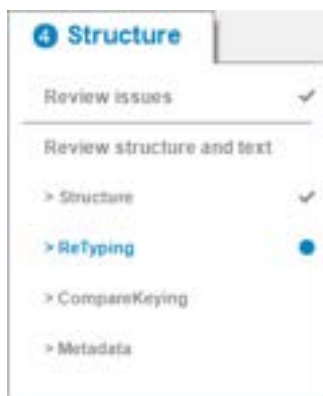 4 Structure
Review issues
Review structure and text
> Structure
> ReTyping
> CompareKeying
> Metadata